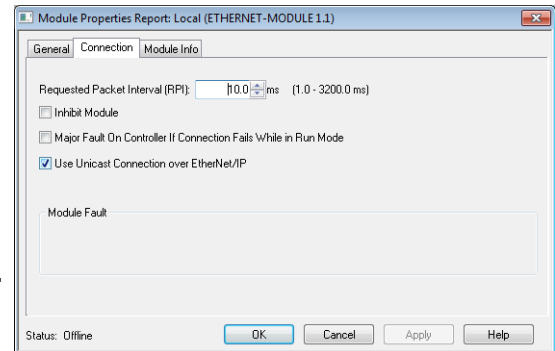 Module Properties Report: Local (ETHERNET-MODULE 1.1)
General Connection Module Info
Requested Packet Interval (RPI): 10.0 ms (1.0 - 3200.0 ms)
Inhibit Module
Major Fault On Controller If Connection Fails While in Run Mode
Use Unicast Connection over EtherNet/IP
Module Fault
Status: Offline OK Cancel Apply Help